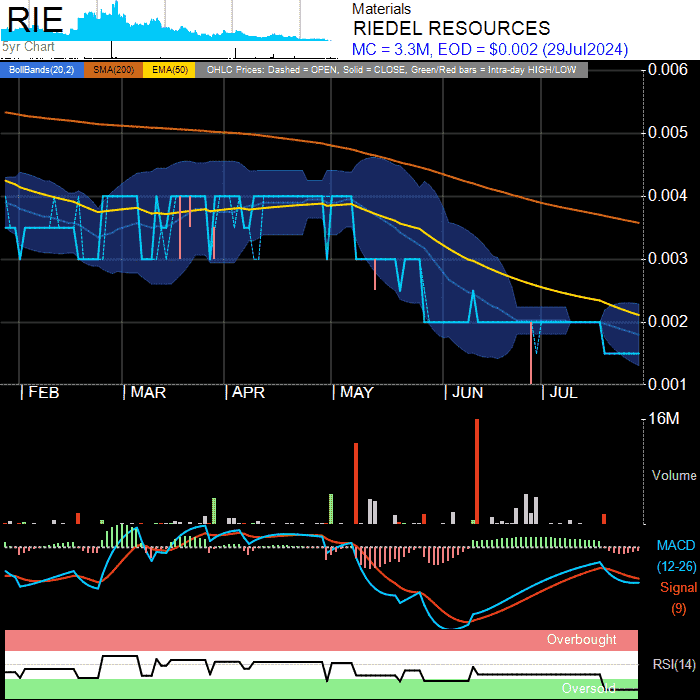 RIE
5yr Chart
Materials
RIEDEL RESOURCES
MC = 3.3M, EOD = $0.002 (29Jul2024)
BollBands(20,2) SMA(200) EMA(50) OHLC Prices: Dashed = OPEN, Solid = CLOSE, Green/Red bars = Intra-day HIGH/LOW
0.006
0.005
0.004
0.003
0.002
0.001
FEB MAR APR MAY JUN JUL
16M
Volume
MACD
(12-26)
Signal
(9)
Overbought
RSI(14)
Oversold